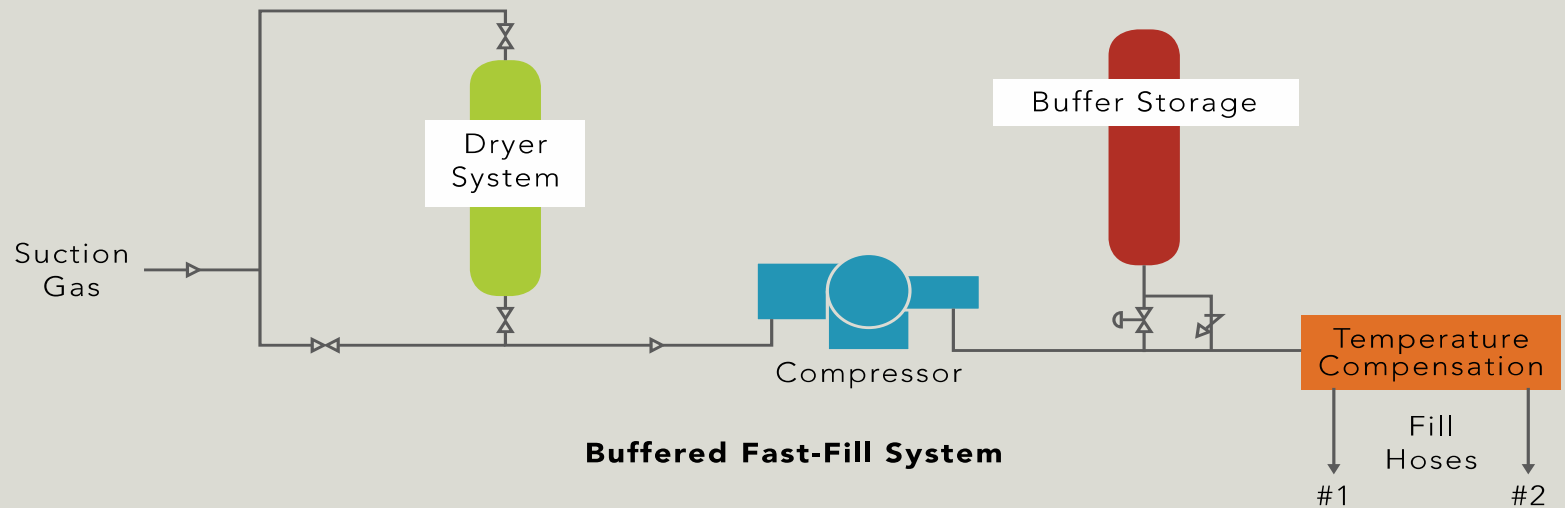 Buffer Storage
Dryer
System
Suction
Gas
Temperature
Compensation
Compressor
Fill
Hoses
Buffered Fast-Fill System
#1
#2